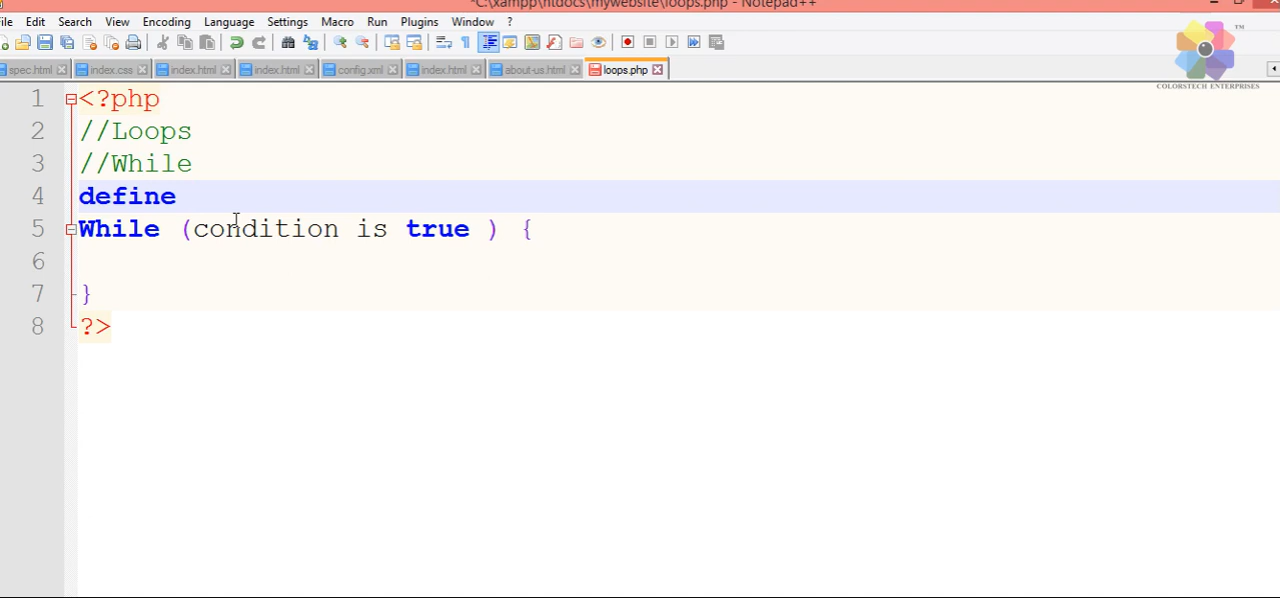 *C:\xampp\htdocs\mywebsite\loops.php - Notepad++
File Edit Search View Encoding Language Settings Macro Run Plugins Window ?
spec.html index.css index.html index.html config.xml index.html about-us.html loops.php
COLORSTECH ENTERPRISES
TM
1 <?php
2 //Loops
3 //While
4 define
5 While (condition is true ) {
6
7 }
8 ?>